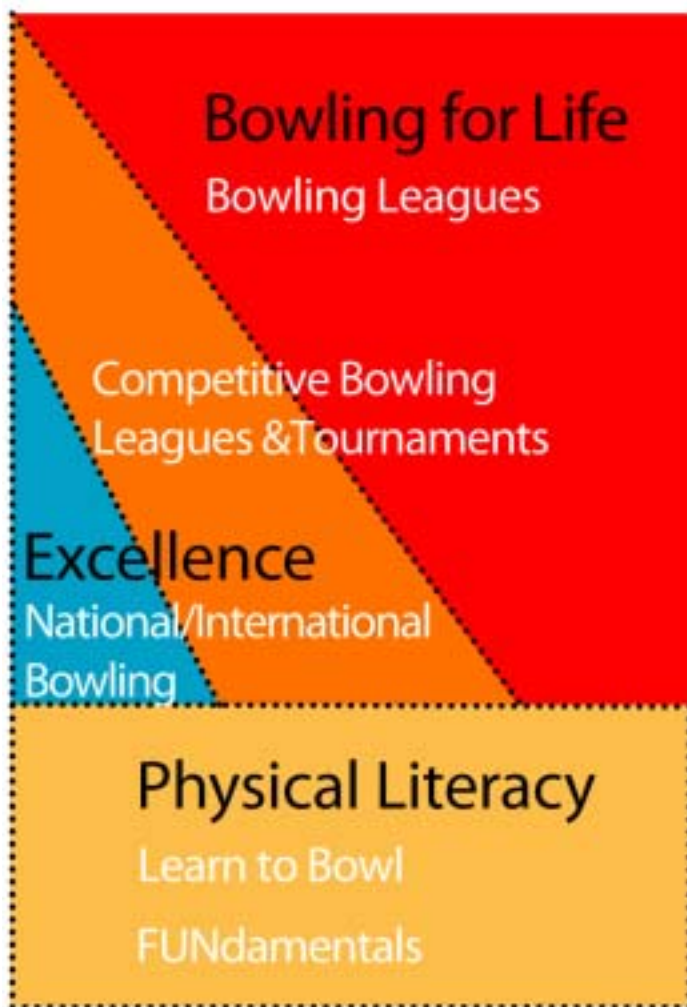 Bowling for Life
Bowling Leagues
Competitive Bowling
Leagues &Tournaments
Excellence
National/International
Bowling
Physical Literacy
Learn to Bowl
FUNdamentals